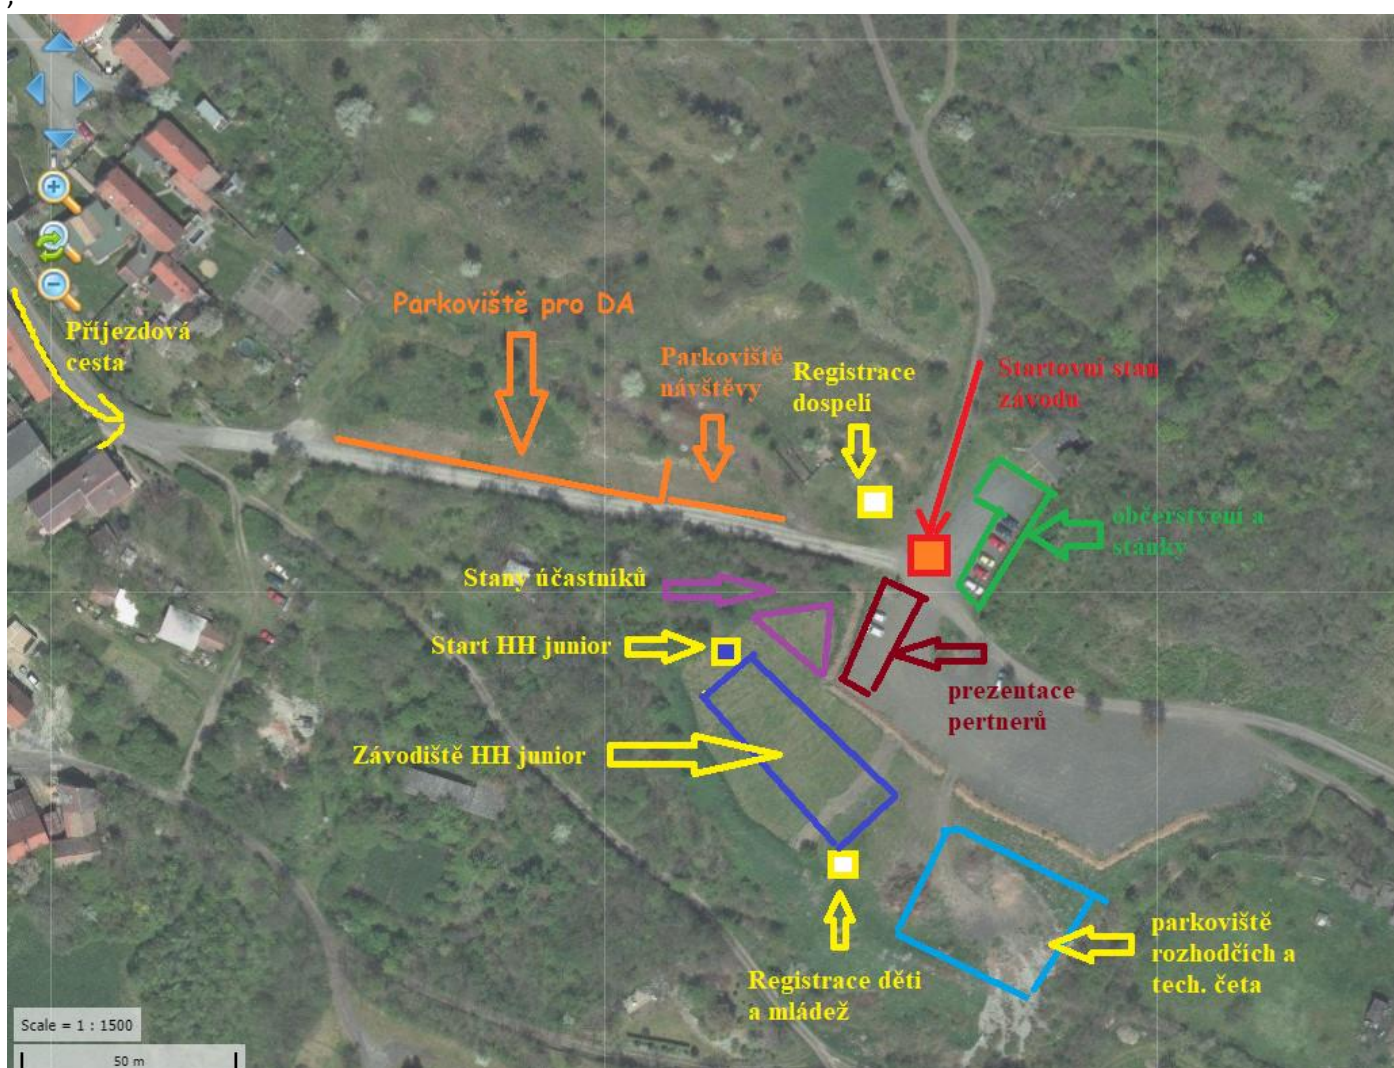 Parkoviště pro DA
Příjezdová
cesta
Parkoviště
návštěvy
Registrace
dospelí
Startovní stan
závodu
občerstvení a
stánky
Stany účastníků
Start HH junior
prezentace
pertnerů
Závodiště HH junior
parkoviště
rozhodčích a
tech. četa
Registrace děti
a mládež
Scale = 1 : 1500
50 m